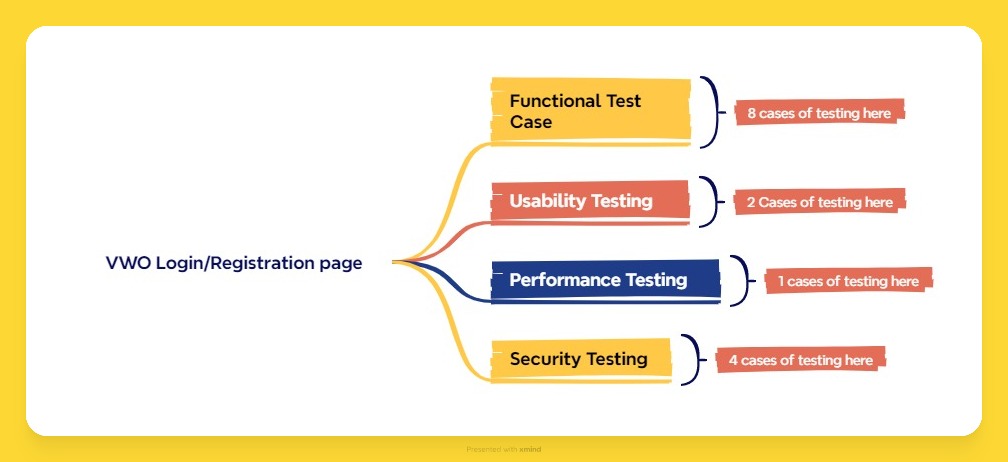 Functional Test
Case
8 cases of testing here
Usability Testing
2 Cases of testing here
VWO Login/Registration page
Performance Testing
1 cases of testing here
Security Testing
4 cases of testing here
Presented with xmind